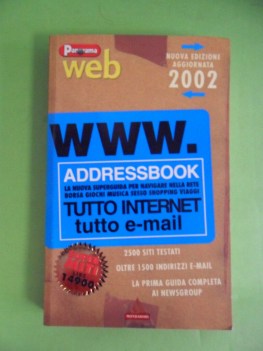 Panorama
web
NUOVA EDIZIONE
AGGIORNATA
2002
WWW.
ADDRESSBOOK
LA NUOVA SUPERGUIDA PER NAVIGARE NELLA RETE
BORSA GIOCHI MUSICA SESSO SHOPPING VIAGGI
TUTTO INTERNET
tutto e-mail
2500 SITI TESTATI
OLTRE 1500 INDIRIZZI E-MAIL
LA PRIMA GUIDA COMPLETA
AI NEWSGROUP
14900